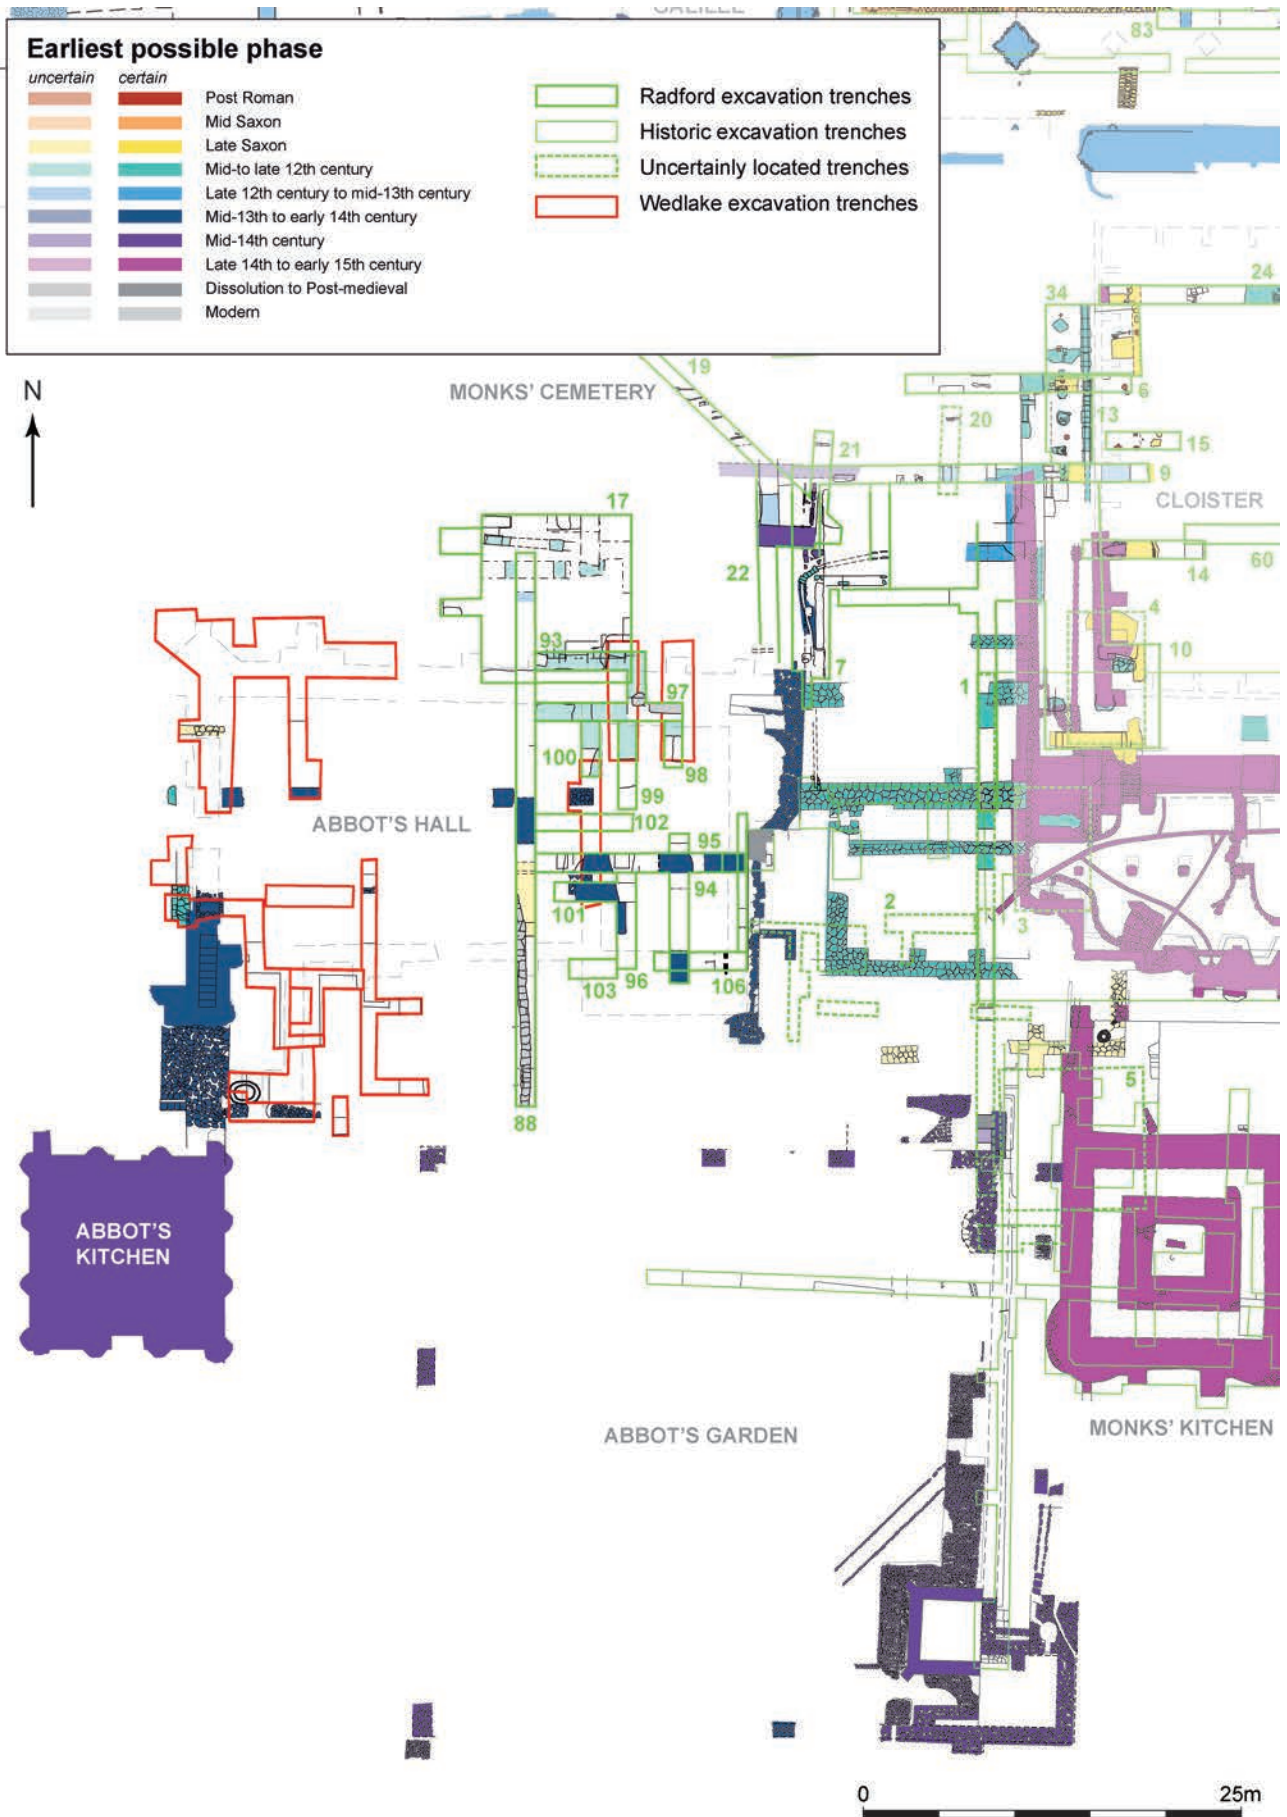 GALILEE
83
Earliest possible phase
uncertain certain
Post Roman
Mid Saxon
Late Saxon
Mid-to late 12th century
Late 12th century to mid-13th century
Mid-13th to early 14th century
Mid-14th century
Late 14th to early 15th century
Dissolution to Post-medieval
Modern
Radford excavation trenches
Historic excavation trenches
Uncertainly located trenches
Wedlake excavation trenches
24
34
19
N
MONKS' CEMETERY
6
20
13
21
15
9
17
CLOISTER
60
22
14
4
93
10
7
97
1
100
98
99
ABBOT'S HALL
102
95
94
101
2
3
96
103
106
5
88
ABBOT'S
KITCHEN
ABBOT'S GARDEN
MONKS' KITCHEN
0 25m